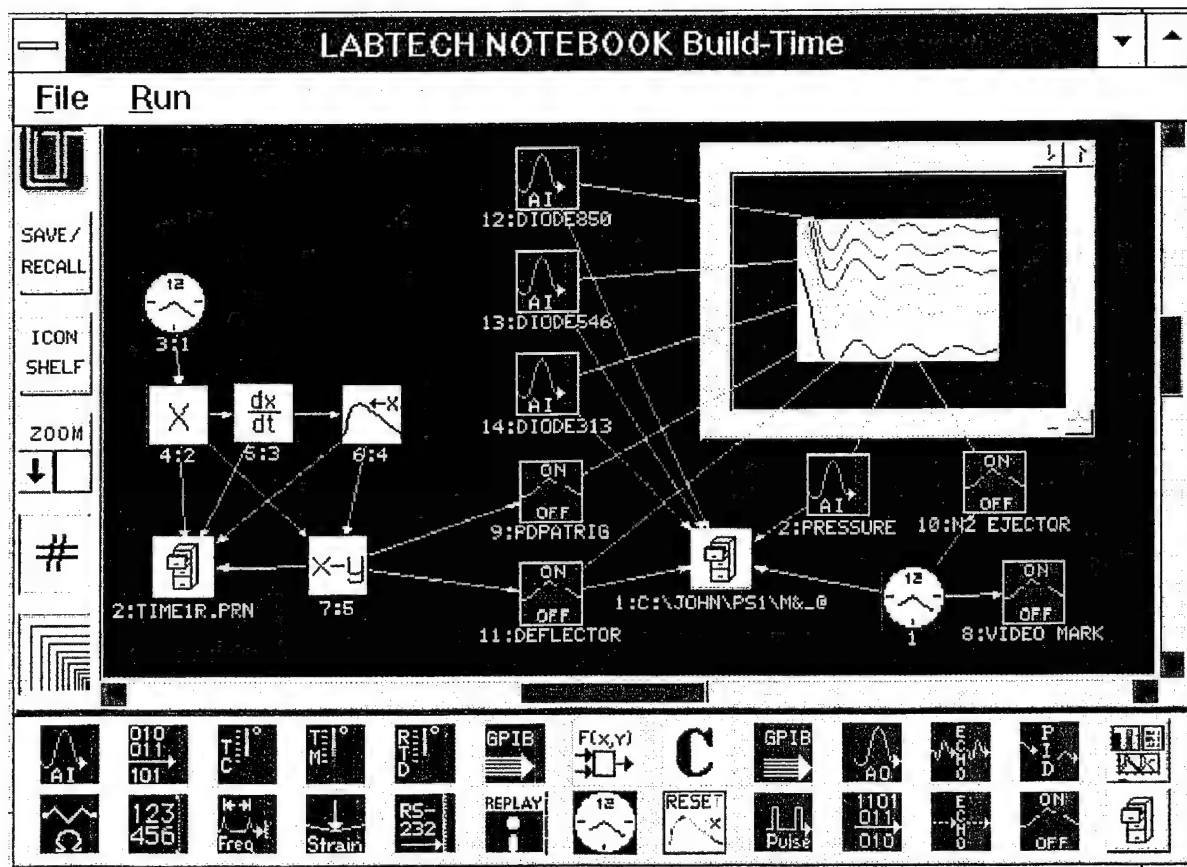 LABTECH NOTEBOOK Build-Time
File Run
SAVE/
RECALL
ICON
SHELF
ZOOM
#
12
3:1
X
4:2
dx
dt
5:3
←X
6:4
2:TIME1R.PRN
X-y
7:5
AI
12:DIODE850
AI
13:DIODE546
AI
14:DIODE313
ON
OFF
9:PDPATRIG
ON
OFF
11:DEFLECTOR
1:C:\JOHN\PS1\M&_@
AI
2:PRESSURE
ON
OFF
10:N2 EJECTOR
12
1
ON
OFF
8:VIDEO MARK
AI
010
011
101
T
C
T
M
R
T
D
GPIB
F(x,y)
C
GPIB
AO
ECHO
PID
Ω
123
456
Freq
Strain
RS-
232
REPLAY
12
RESET
X
Pulse
1101
011
010
ECHO
ON
OFF